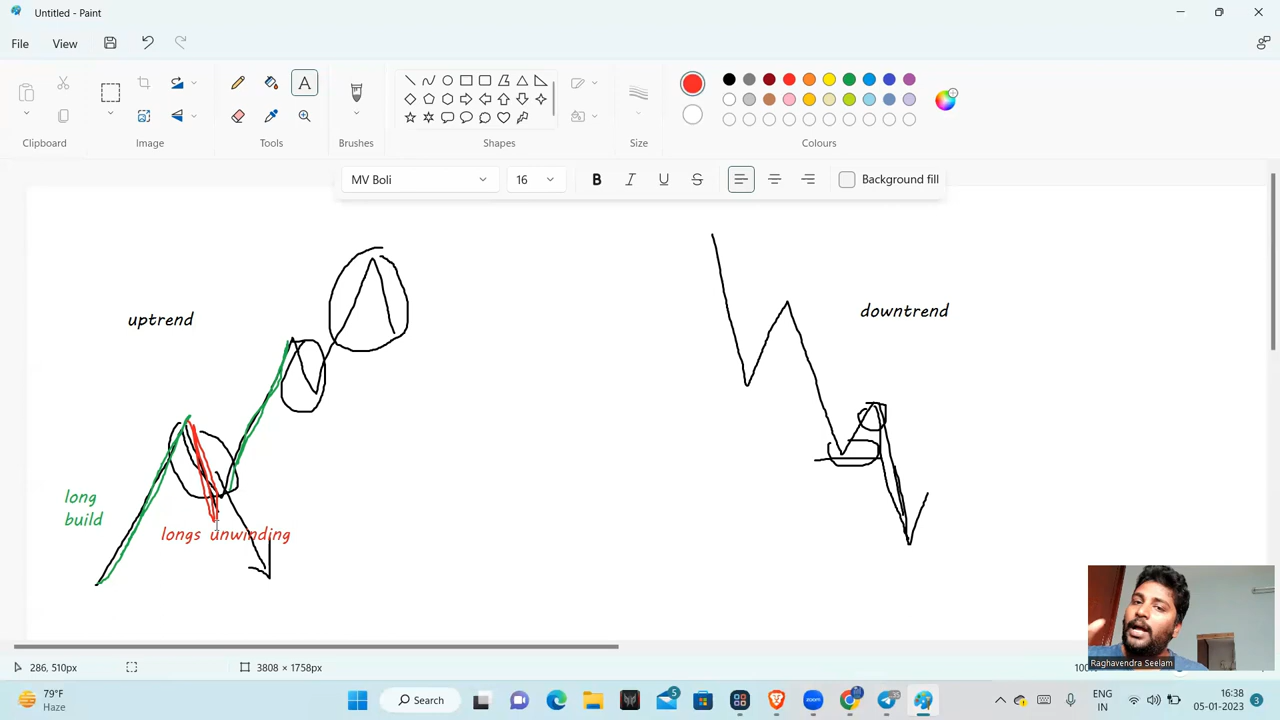 Untitled - Paint
File
View
Clipboard
Image
Tools
Brushes
Shapes
Size
Colours
MV Boli
16
Background fill
uptrend
downtrend
long
build
longs unwinding
Raghavendra Seelam
286, 510px
3808 × 1758px
79°F
Haze
Search
5
ENG
IN
16:38
05-01-2023
3